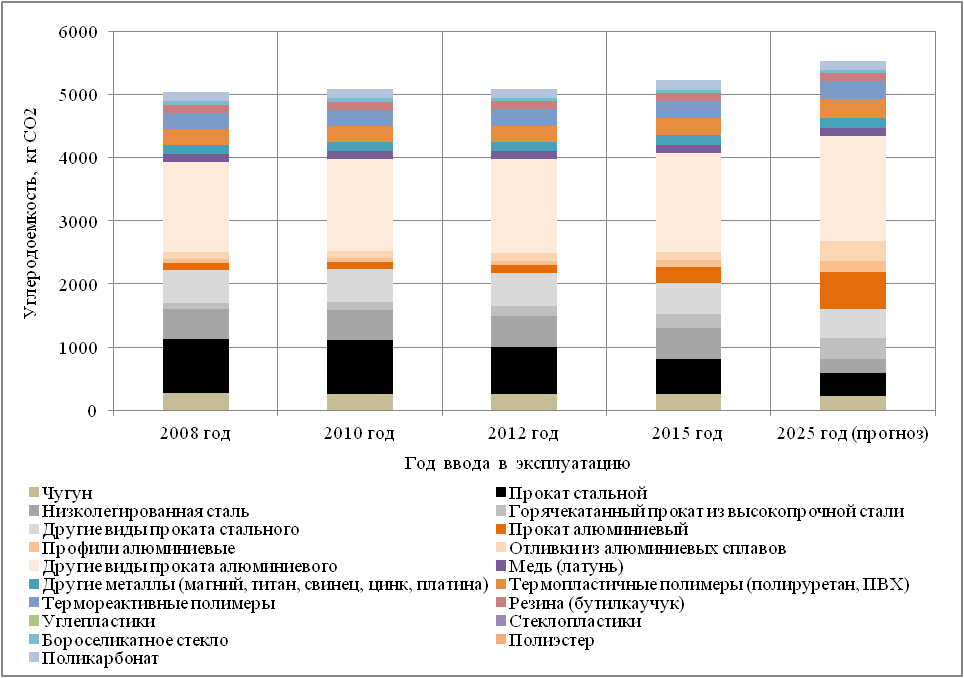 6000
5000
4000
3000
2000
1000
0
Углеродоемкость, кг СО2
2008 год
2010 год
2012 год
2015 год
2025 год (прогноз)
Год ввода в эксплуатацию
Чугун
Прокат стальной
Низколегированная сталь
Горячекатанный прокат из высокопрочной стали
Другие виды проката стального
Прокат алюминиевый
Профили алюминиевые
Отливки из алюминиевых сплавов
Другие виды проката алюминиевого
Медь (латунь)
Другие металлы (магний, титан, свинец, цинк, платина)
Термопластичные полимеры (полируретан, ПВХ)
Термореактивные полимеры
Резина (бутилкаучук)
Углепластики
Стеклопластики
Бороселикатное стекло
Полиэстер
Поликарбонат